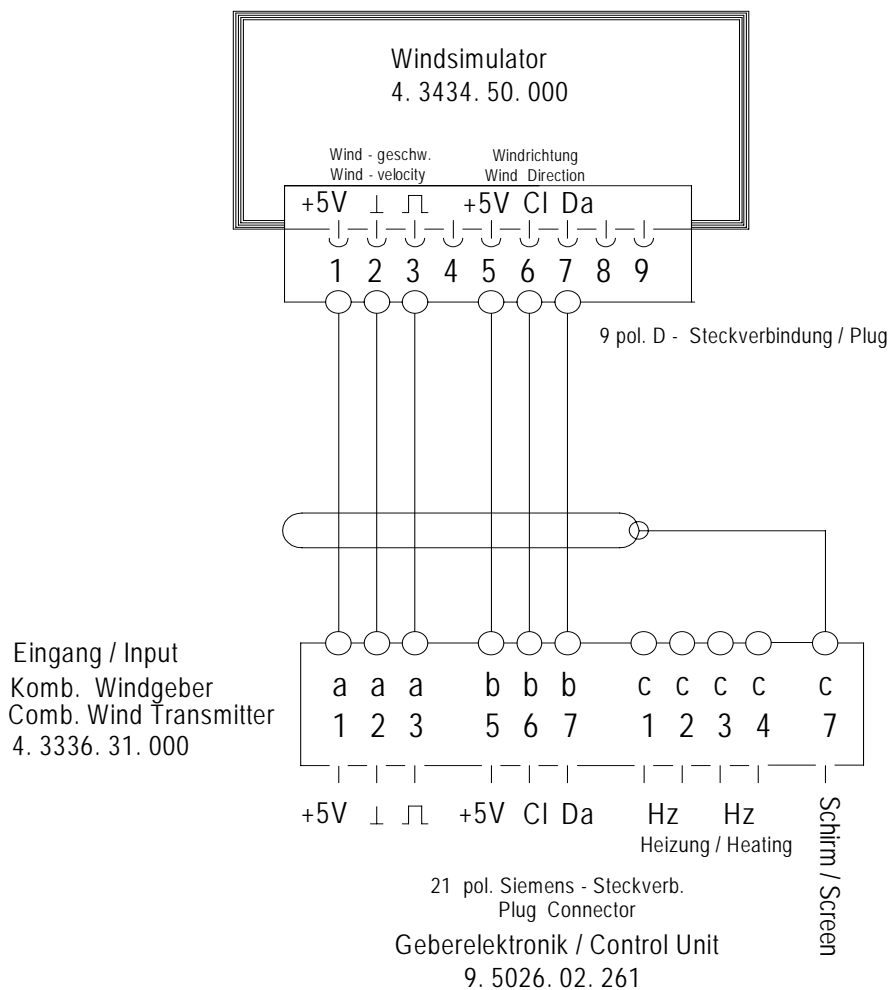 Windsimulator
4. 3434. 50. 000
Wind - geschw.
Wind - velocity
Windrichtung
Wind Direction
+5V ⊥ ⎍ +5V Cl Da
1 2 3 4 5 6 7 8 9
9 pol. D - Steckverbindung / Plug
Eingang / Input
Komb. Windgeber
Comb. Wind Transmitter
4. 3336. 31. 000
a a a b b b c c c c c
1 2 3 5 6 7 1 2 3 4 7
+5V ⊥ ⎍ +5V Cl Da Hz Hz
Heizung / Heating
Schirm / Screen
21 pol. Siemens - Steckverb.
Plug Connector
Geberelektronik / Control Unit
9. 5026. 02. 261